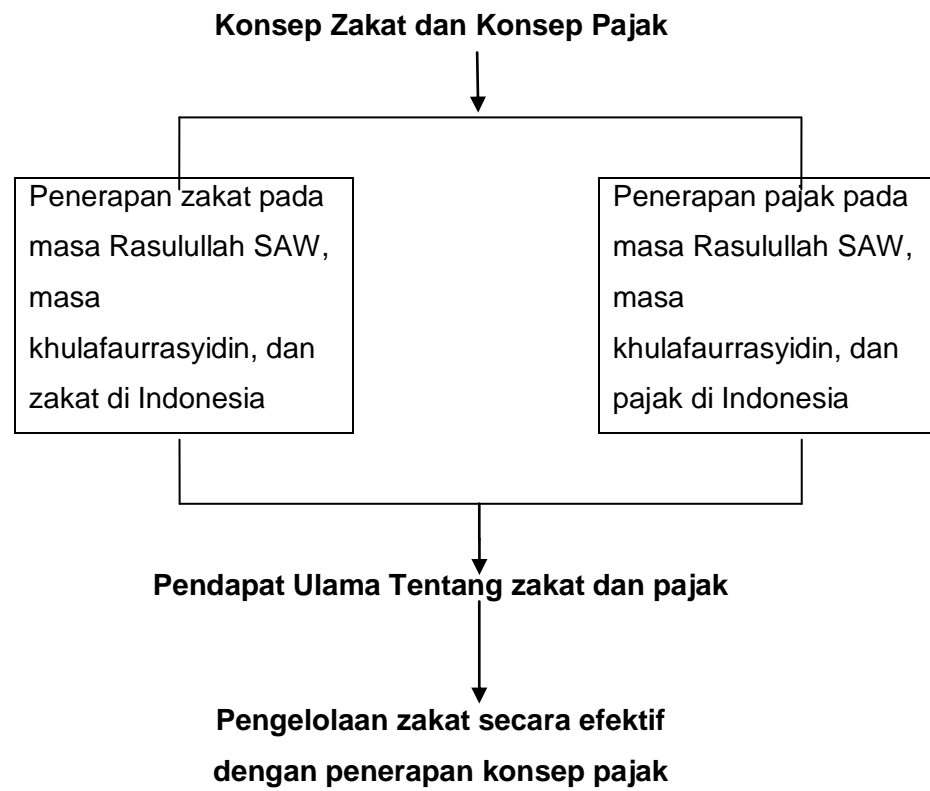 Konsep Zakat dan Konsep Pajak
Penerapan zakat pada
masa Rasulullah SAW,
masa
khulafaurrasyidin, dan
zakat di Indonesia
Penerapan pajak pada
masa Rasulullah SAW,
masa
khulafaurrasyidin, dan
pajak di Indonesia
Pendapat Ulama Tentang zakat dan pajak
Pengelolaan zakat secara efektif
dengan penerapan konsep pajak